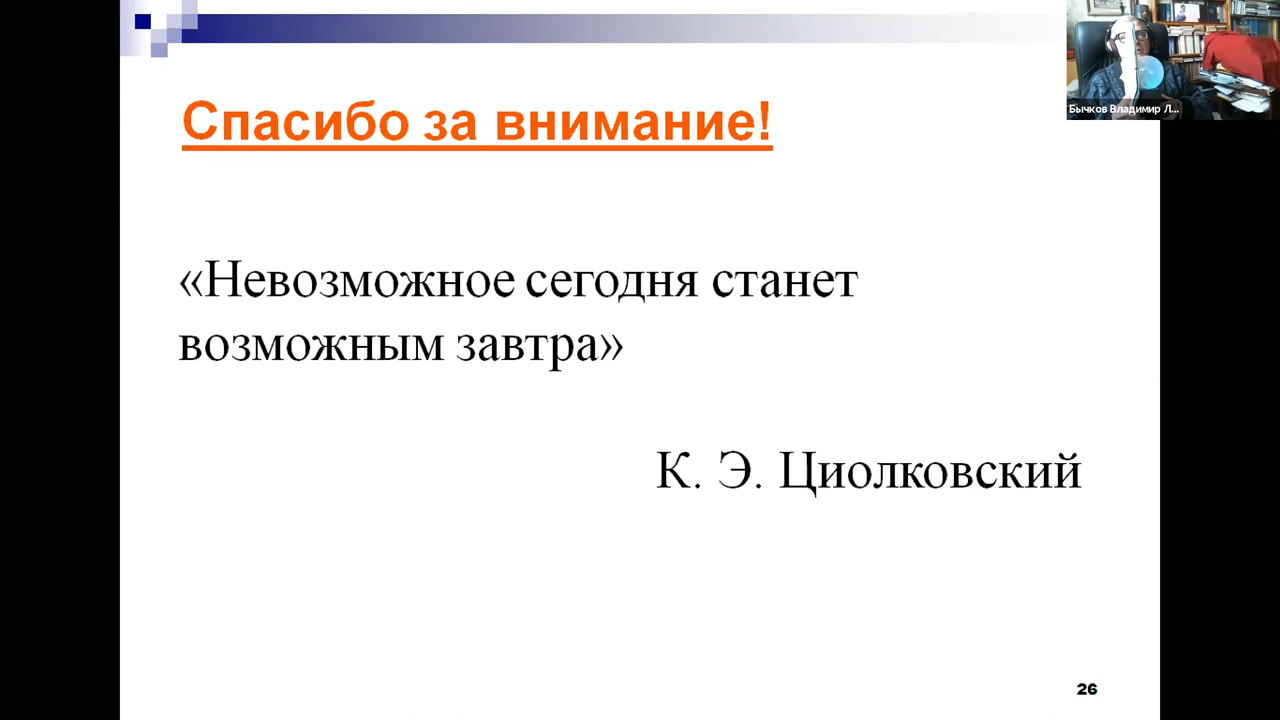 Бычков Владимир Л...
Спасибо за внимание!
«Невозможное сегодня станет
возможным завтра»
К. Э. Циолковский
26